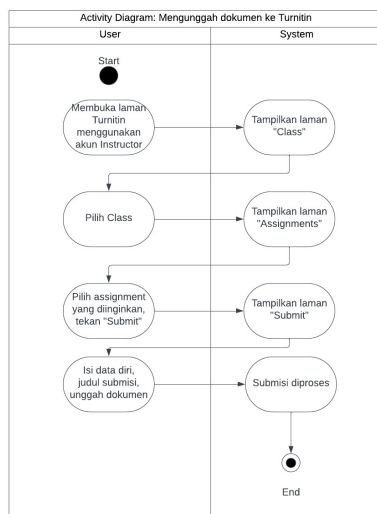 Activity Diagram: Mengunggah dokumen ke Turnitin
User
System
Start
Membuka laman
Turnitin
menggunakan
akun Instructor
Tampilkan laman
"Class"
Pilih Class
Tampilkan laman
"Assignments"
Pilih assignment
yang diinginkan,
tekan "Submit"
Tampilkan laman
"Submit"
Isi data diri,
judul submisi,
unggah dokumen
Submisi diproses
End